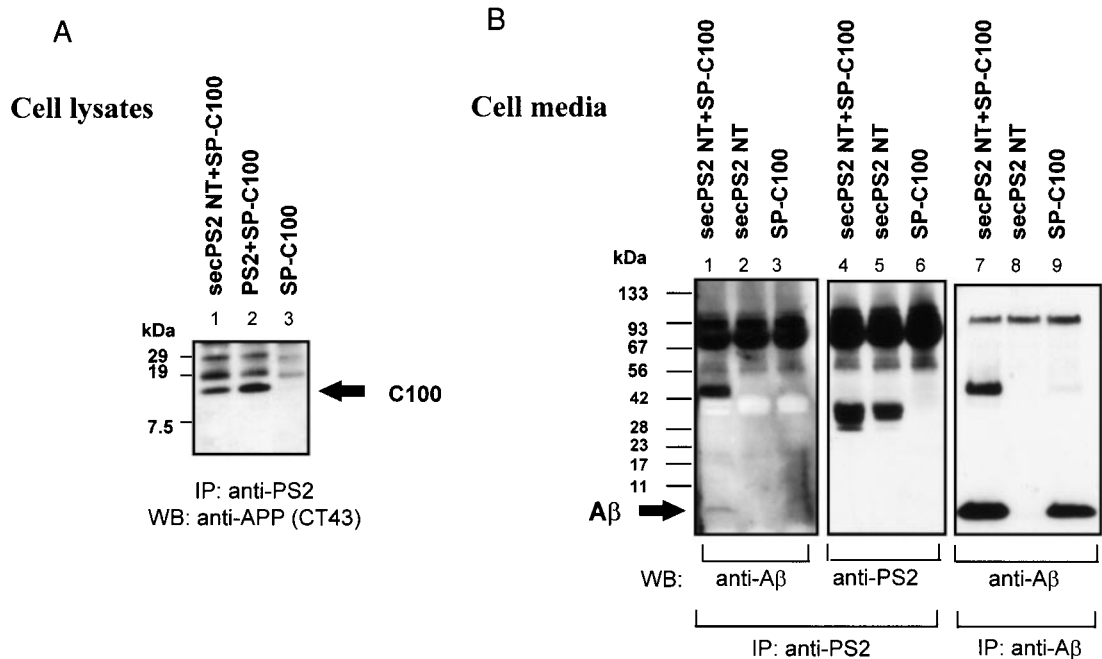 A
Cell lysates
secPS2 NT+SP-C100
PS2+SP-C100
SP-C100
1 2 3
kDa
29
19
7.5
C100
IP: anti-PS2
WB: anti-APP (CT43)
B
Cell media
secPS2 NT+SP-C100
secPS2 NT
SP-C100
secPS2 NT+SP-C100
secPS2 NT
SP-C100
secPS2 NT+SP-C100
secPS2 NT
SP-C100
kDa
1 2 3 4 5 6 7 8 9
133
93
67
56
42
28
23
17
11
Aβ
WB: anti-Aβ anti-PS2 anti-Aβ
IP: anti-PS2 IP: anti-Aβ